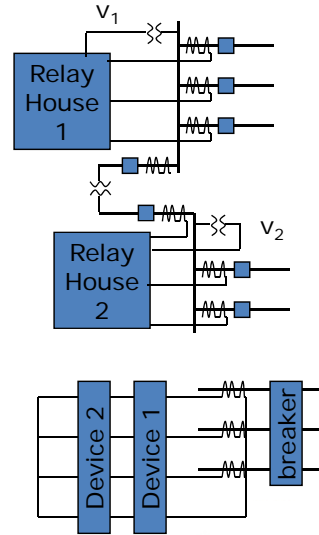 V1
Relay
House
1
V2
Relay
House
2
Device 2
Device 1
breaker